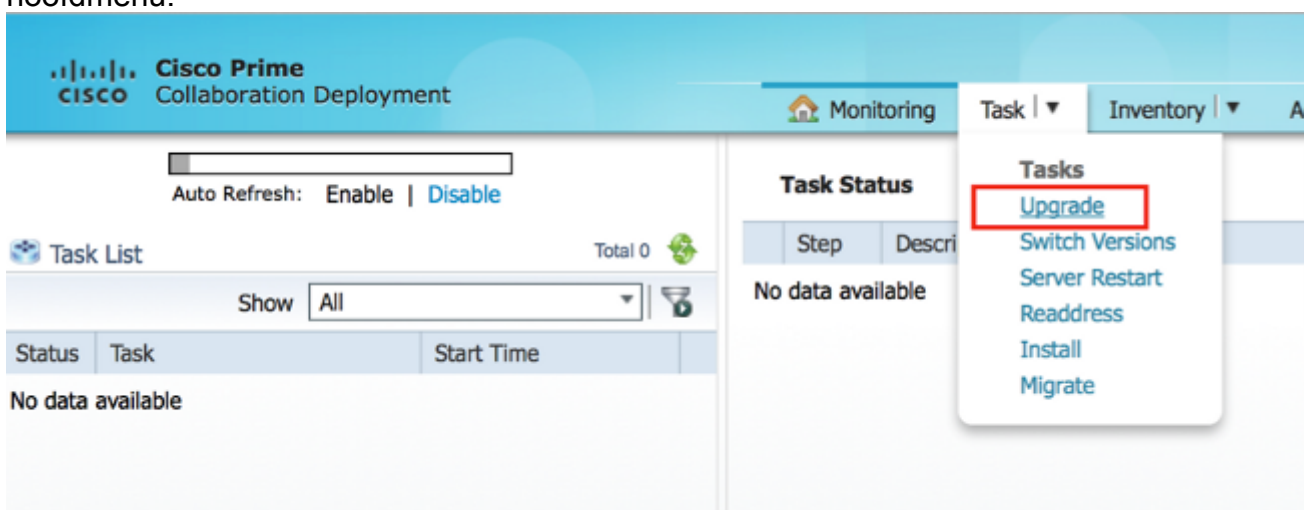 hoofdmenu.
CISCO
Cisco Prime
Collaboration Deployment
Monitoring Task Inventory A
Auto Refresh: Enable | Disable
Task List Total 0
Show All
Status Task Start Time
No data available
Task Status
Step Descri
No data available
Tasks
Upgrade
Switch Versions
Server Restart
Readdress
Install
Migrate